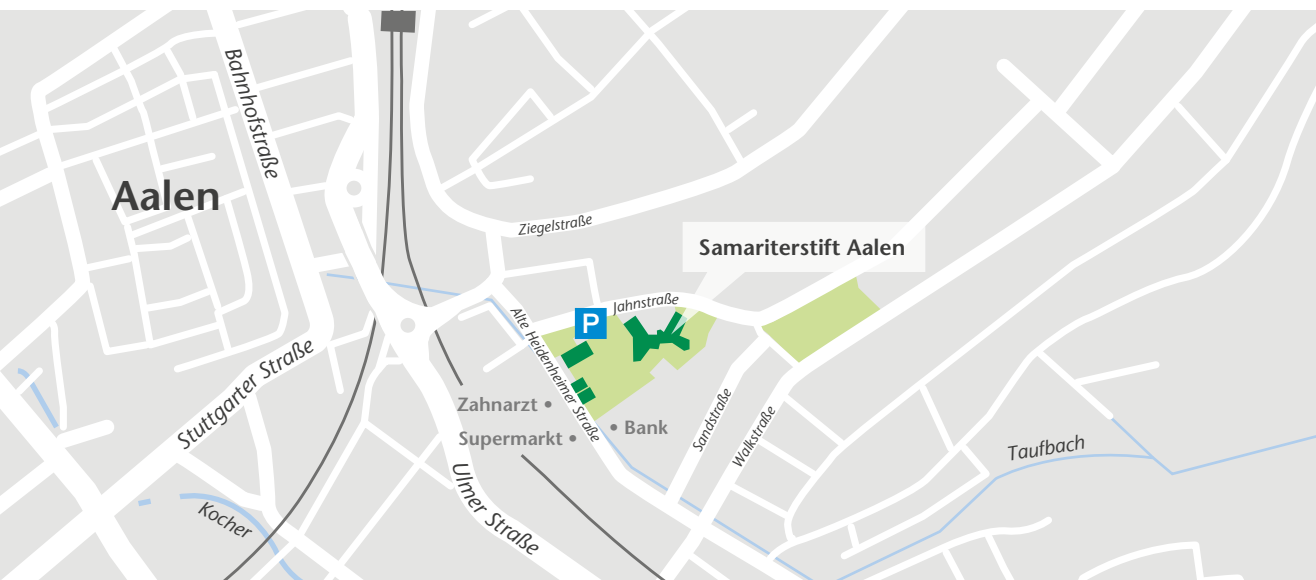 Bahnhofstraße
Aalen
Ziegelstraße
Samariterstift Aalen
Jahnstraße
P
Alte Heidenheimer Straße
Stuttgarter Straße
Zahnarzt •
Supermarkt •
• Bank
Sandstraße
Walkstraße
Taufbach
Ulmer Straße
Kocher